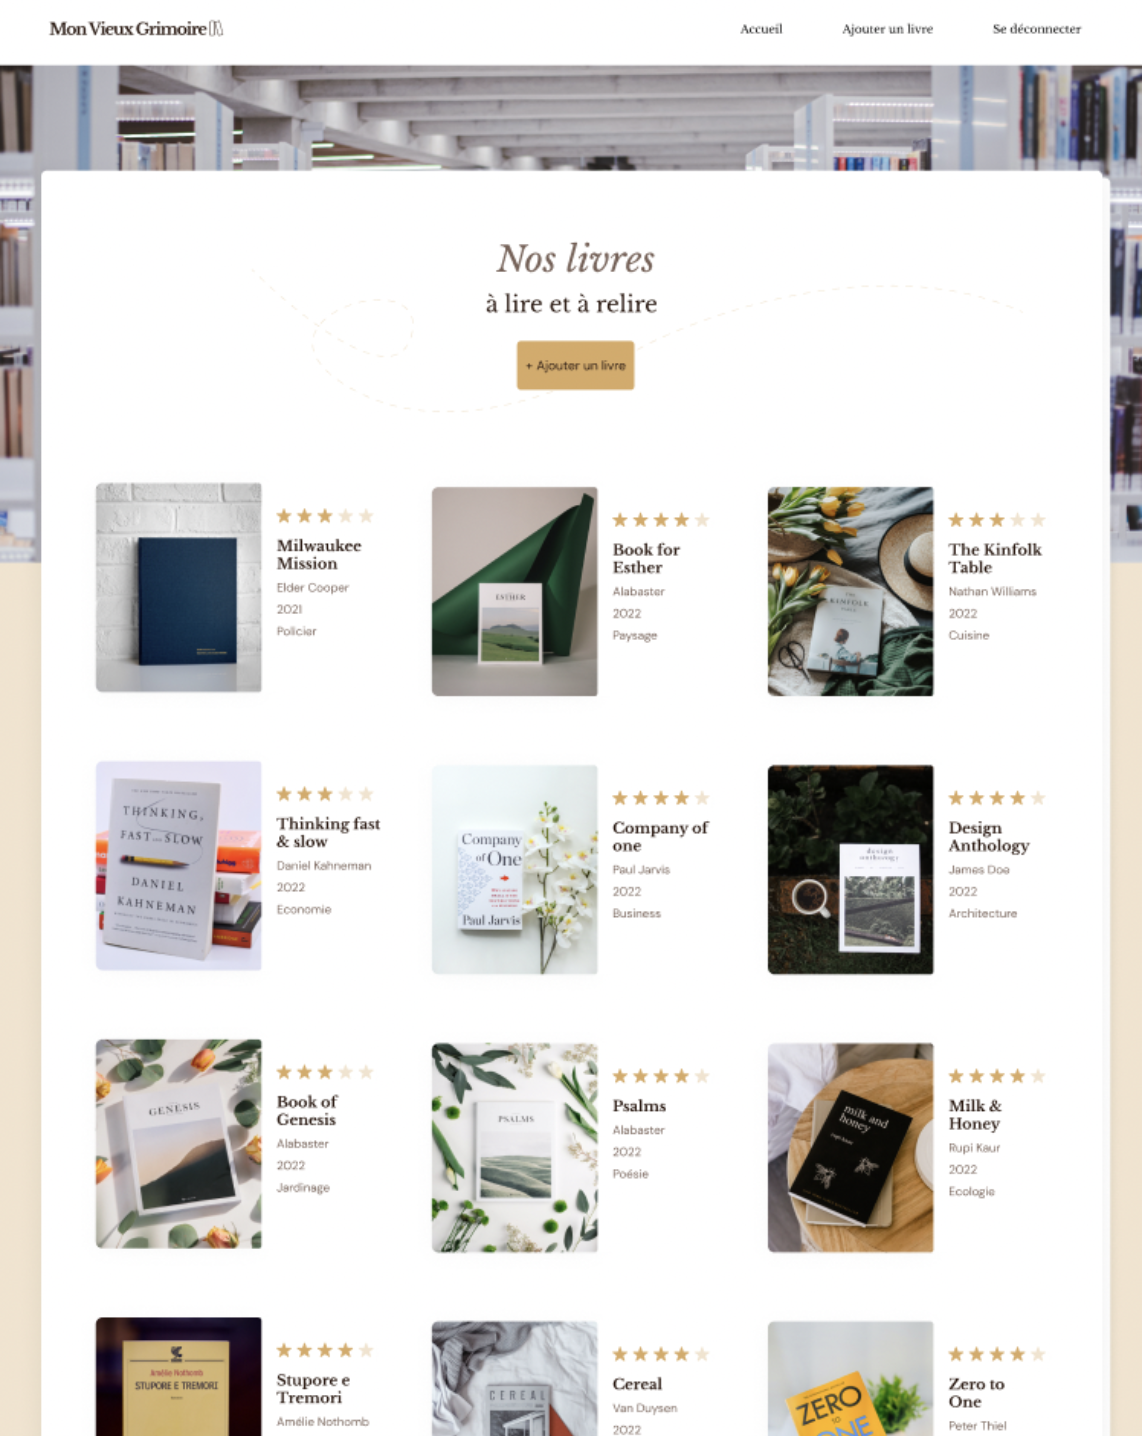 Mon Vieux Grimoire
Accueil
Ajouter un livre
Se déconnecter
Nos livres
à lire et à relire
+ Ajouter un livre
Milwaukee
Mission
Elder Cooper
2021
Policier
ESTHER
Book for
Esther
Alabaster
2022
Paysage
THE
KINFOLK
TABLE
The Kinfolk
Table
Nathan Williams
2022
Cuisine
THINKING,
FAST AND SLOW
DANIEL
KAHNEMAN
Thinking fast
& slow
Daniel Kahneman
2022
Economie
Company
of One
Paul Jarvis
Company of
one
Paul Jarvis
2022
Business
design
anthology
Design
Anthology
James Doe
2022
Architecture
GENESIS
Book of
Genesis
Alabaster
2022
Jardinage
PSALMS
Psalms
Alabaster
2022
Poésie
milk and
honey
rupi kaur
Milk &
Honey
Rupi Kaur
2022
Ecologie
Amélie Nothomb
STUPORE E TREMORI
Stupore e
Tremori
Amélie Nothomb
CEREAL
Cereal
Van Duysen
2022
ZERO
TO
ONE
Zero to
One
Peter Thiel